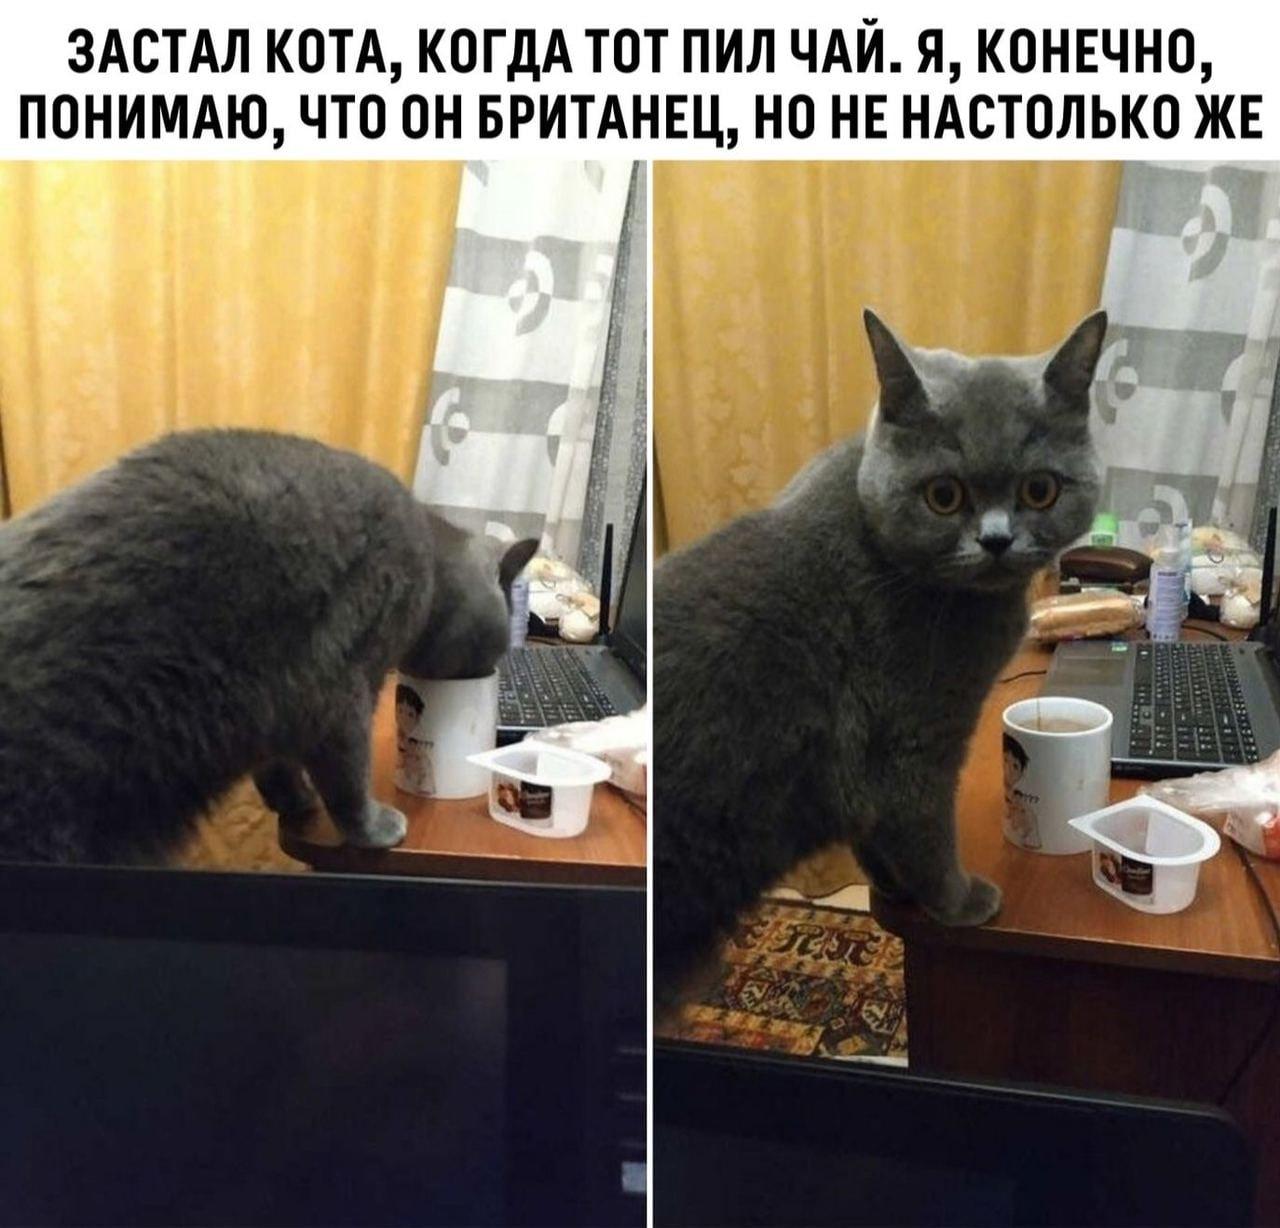 ЗАСТАЛ КОТА, КОГДА ТОТ ПИЛ ЧАЙ. Я, КОНЕЧНО,
ПОНИМАЮ, ЧТО ОН БРИТАНЕЦ, НО НЕ НАСТОЛЬКО ЖЕ